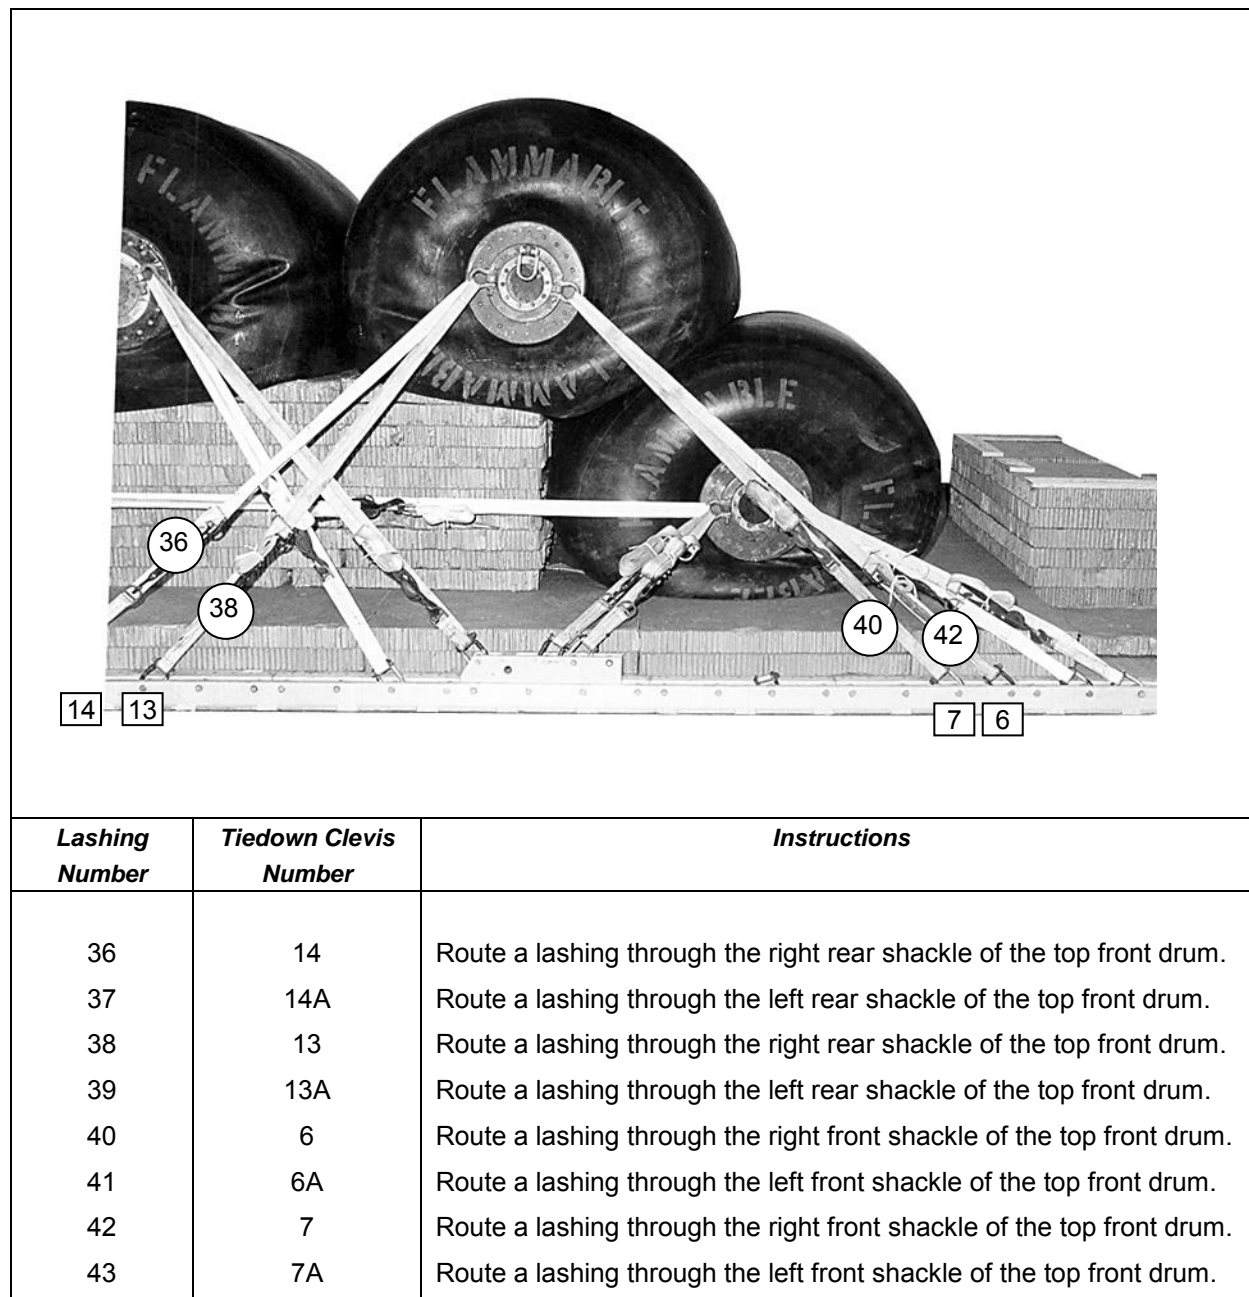 FLAMM
FLAMMABLE
FLAMMABLE
36
38
40
42
14
13
7
6
Lashing Number
Tiedown Clevis Number
Instructions
36 14 Route a lashing through the right rear shackle of the top front drum.
37 14A Route a lashing through the left rear shackle of the top front drum.
38 13 Route a lashing through the right rear shackle of the top front drum.
39 13A Route a lashing through the left rear shackle of the top front drum.
40 6 Route a lashing through the right front shackle of the top front drum.
41 6A Route a lashing through the left front shackle of the top front drum.
42 7 Route a lashing through the right front shackle of the top front drum.
43 7A Route a lashing through the left front shackle of the top front drum.